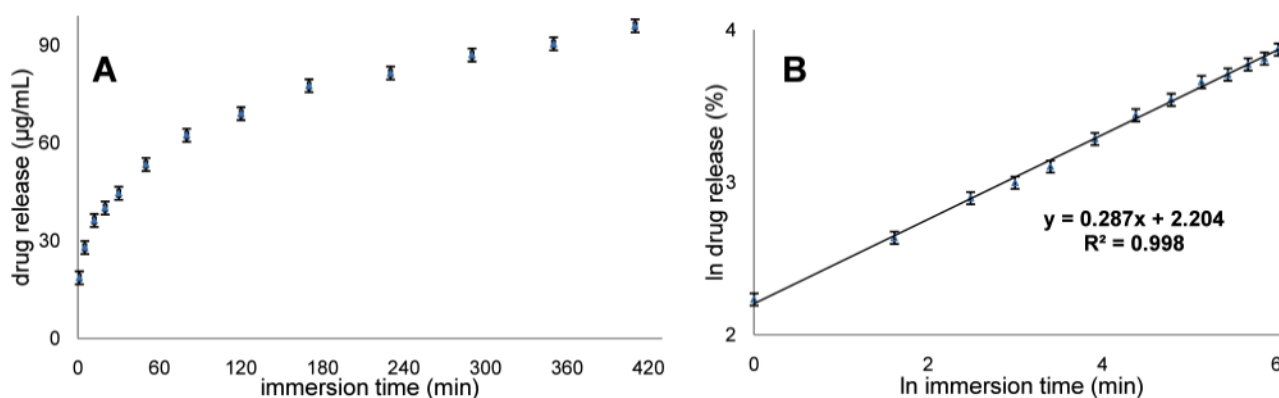 A
drug release (µg/mL)
90
60
30
0
0 60 120 180 240 300 360 420
immersion time (min)
B
ln drug release (%)
4
3
2
y = 0.287x + 2.204
R² = 0.998
0 2 4 6
ln immersion time (min)